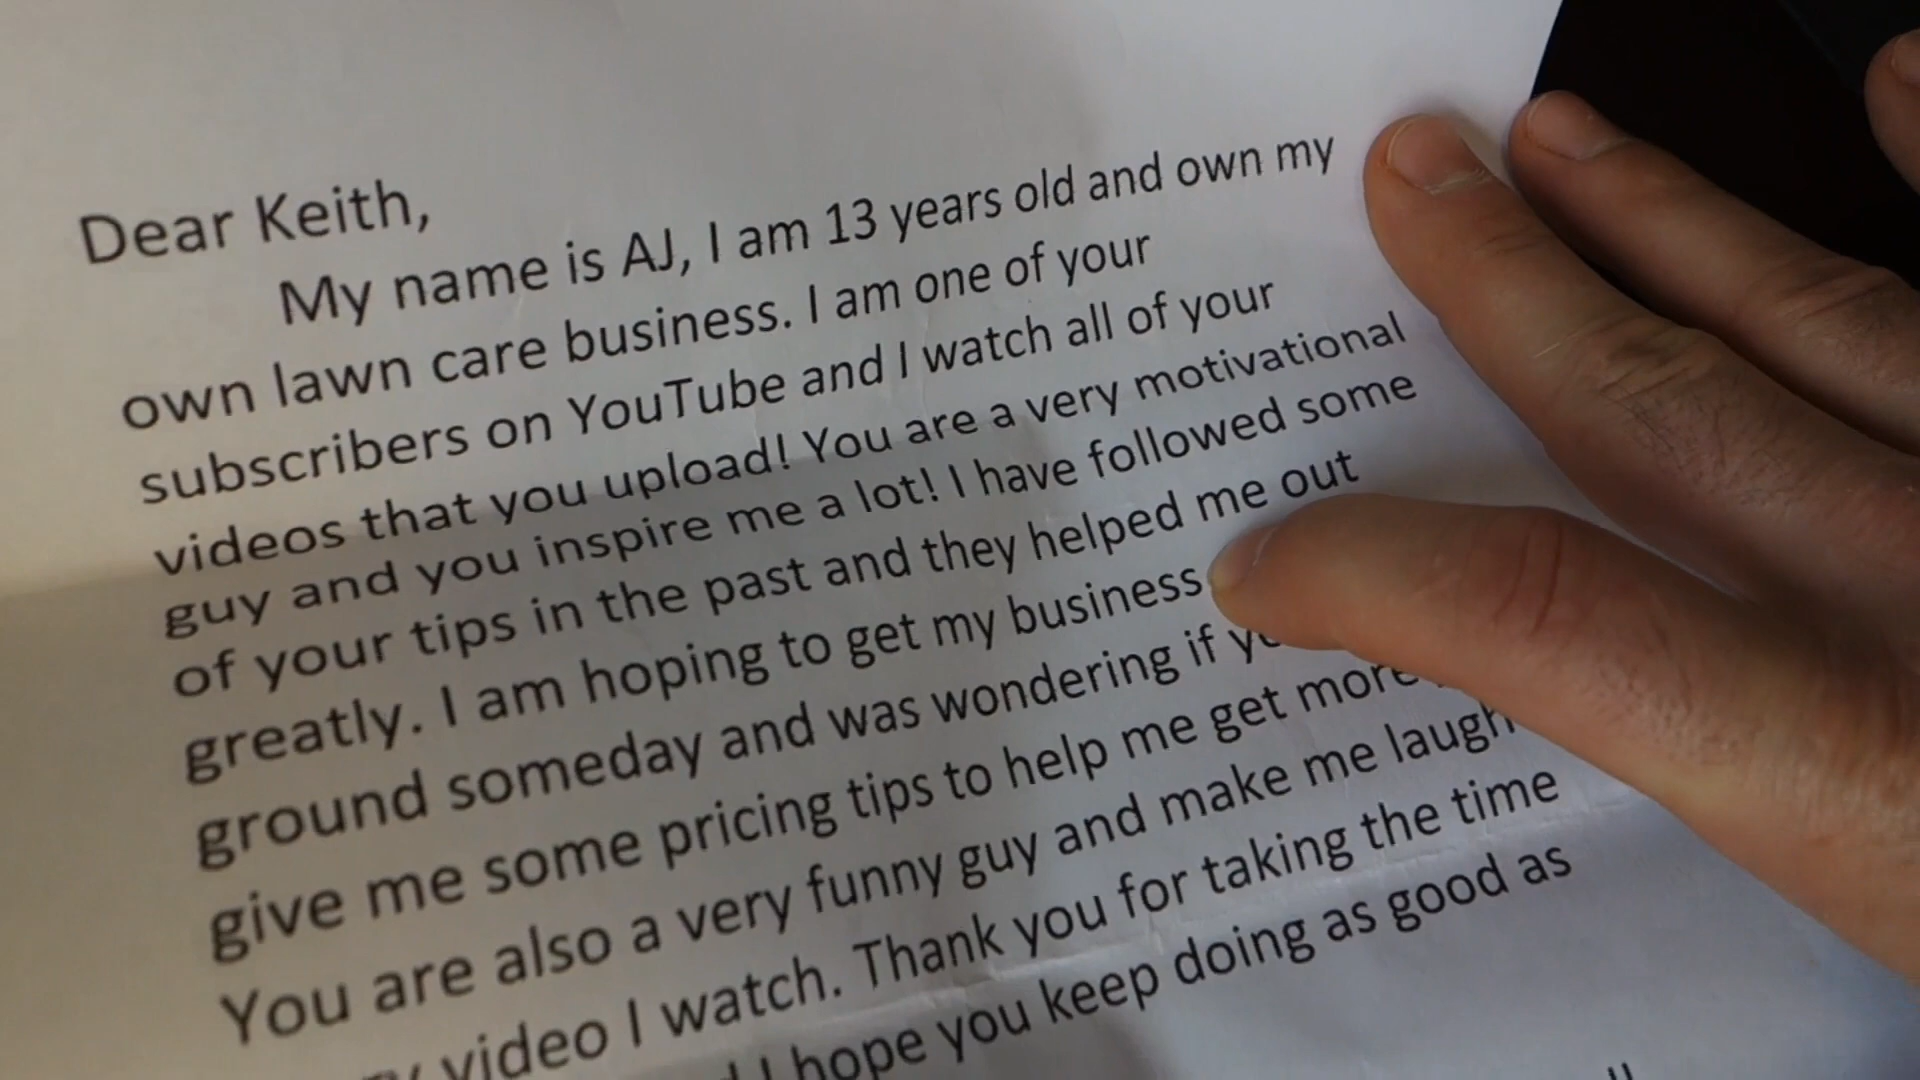 Dear Keith,
My name is AJ, I am 13 years old and own my
own lawn care business. I am one of your
subscribers on YouTube and I watch all of your
videos that you upload! You are a very motivational
guy and you inspire me a lot! I have followed some
of your tips in the past and they helped me out
greatly. I am hoping to get my business
ground someday and was wondering if
give me some pricing tips to help me get more
You are also a very funny guy and make me laugh
video I watch. Thank you for taking the time
I hope you keep doing as good as